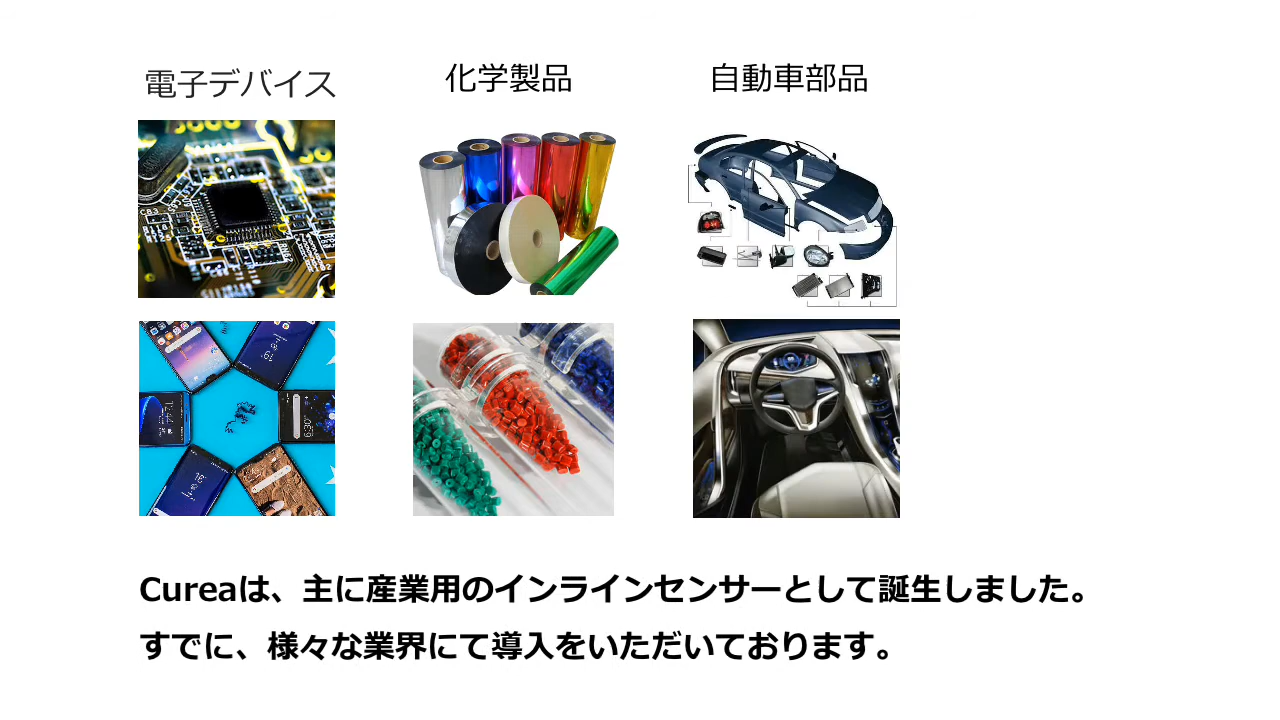 電子デバイス
化学製品
自動車部品
Cureaは、主に産業用のインラインセンサーとして誕生しました。
すでに、様々な業界にて導入をいただいております。